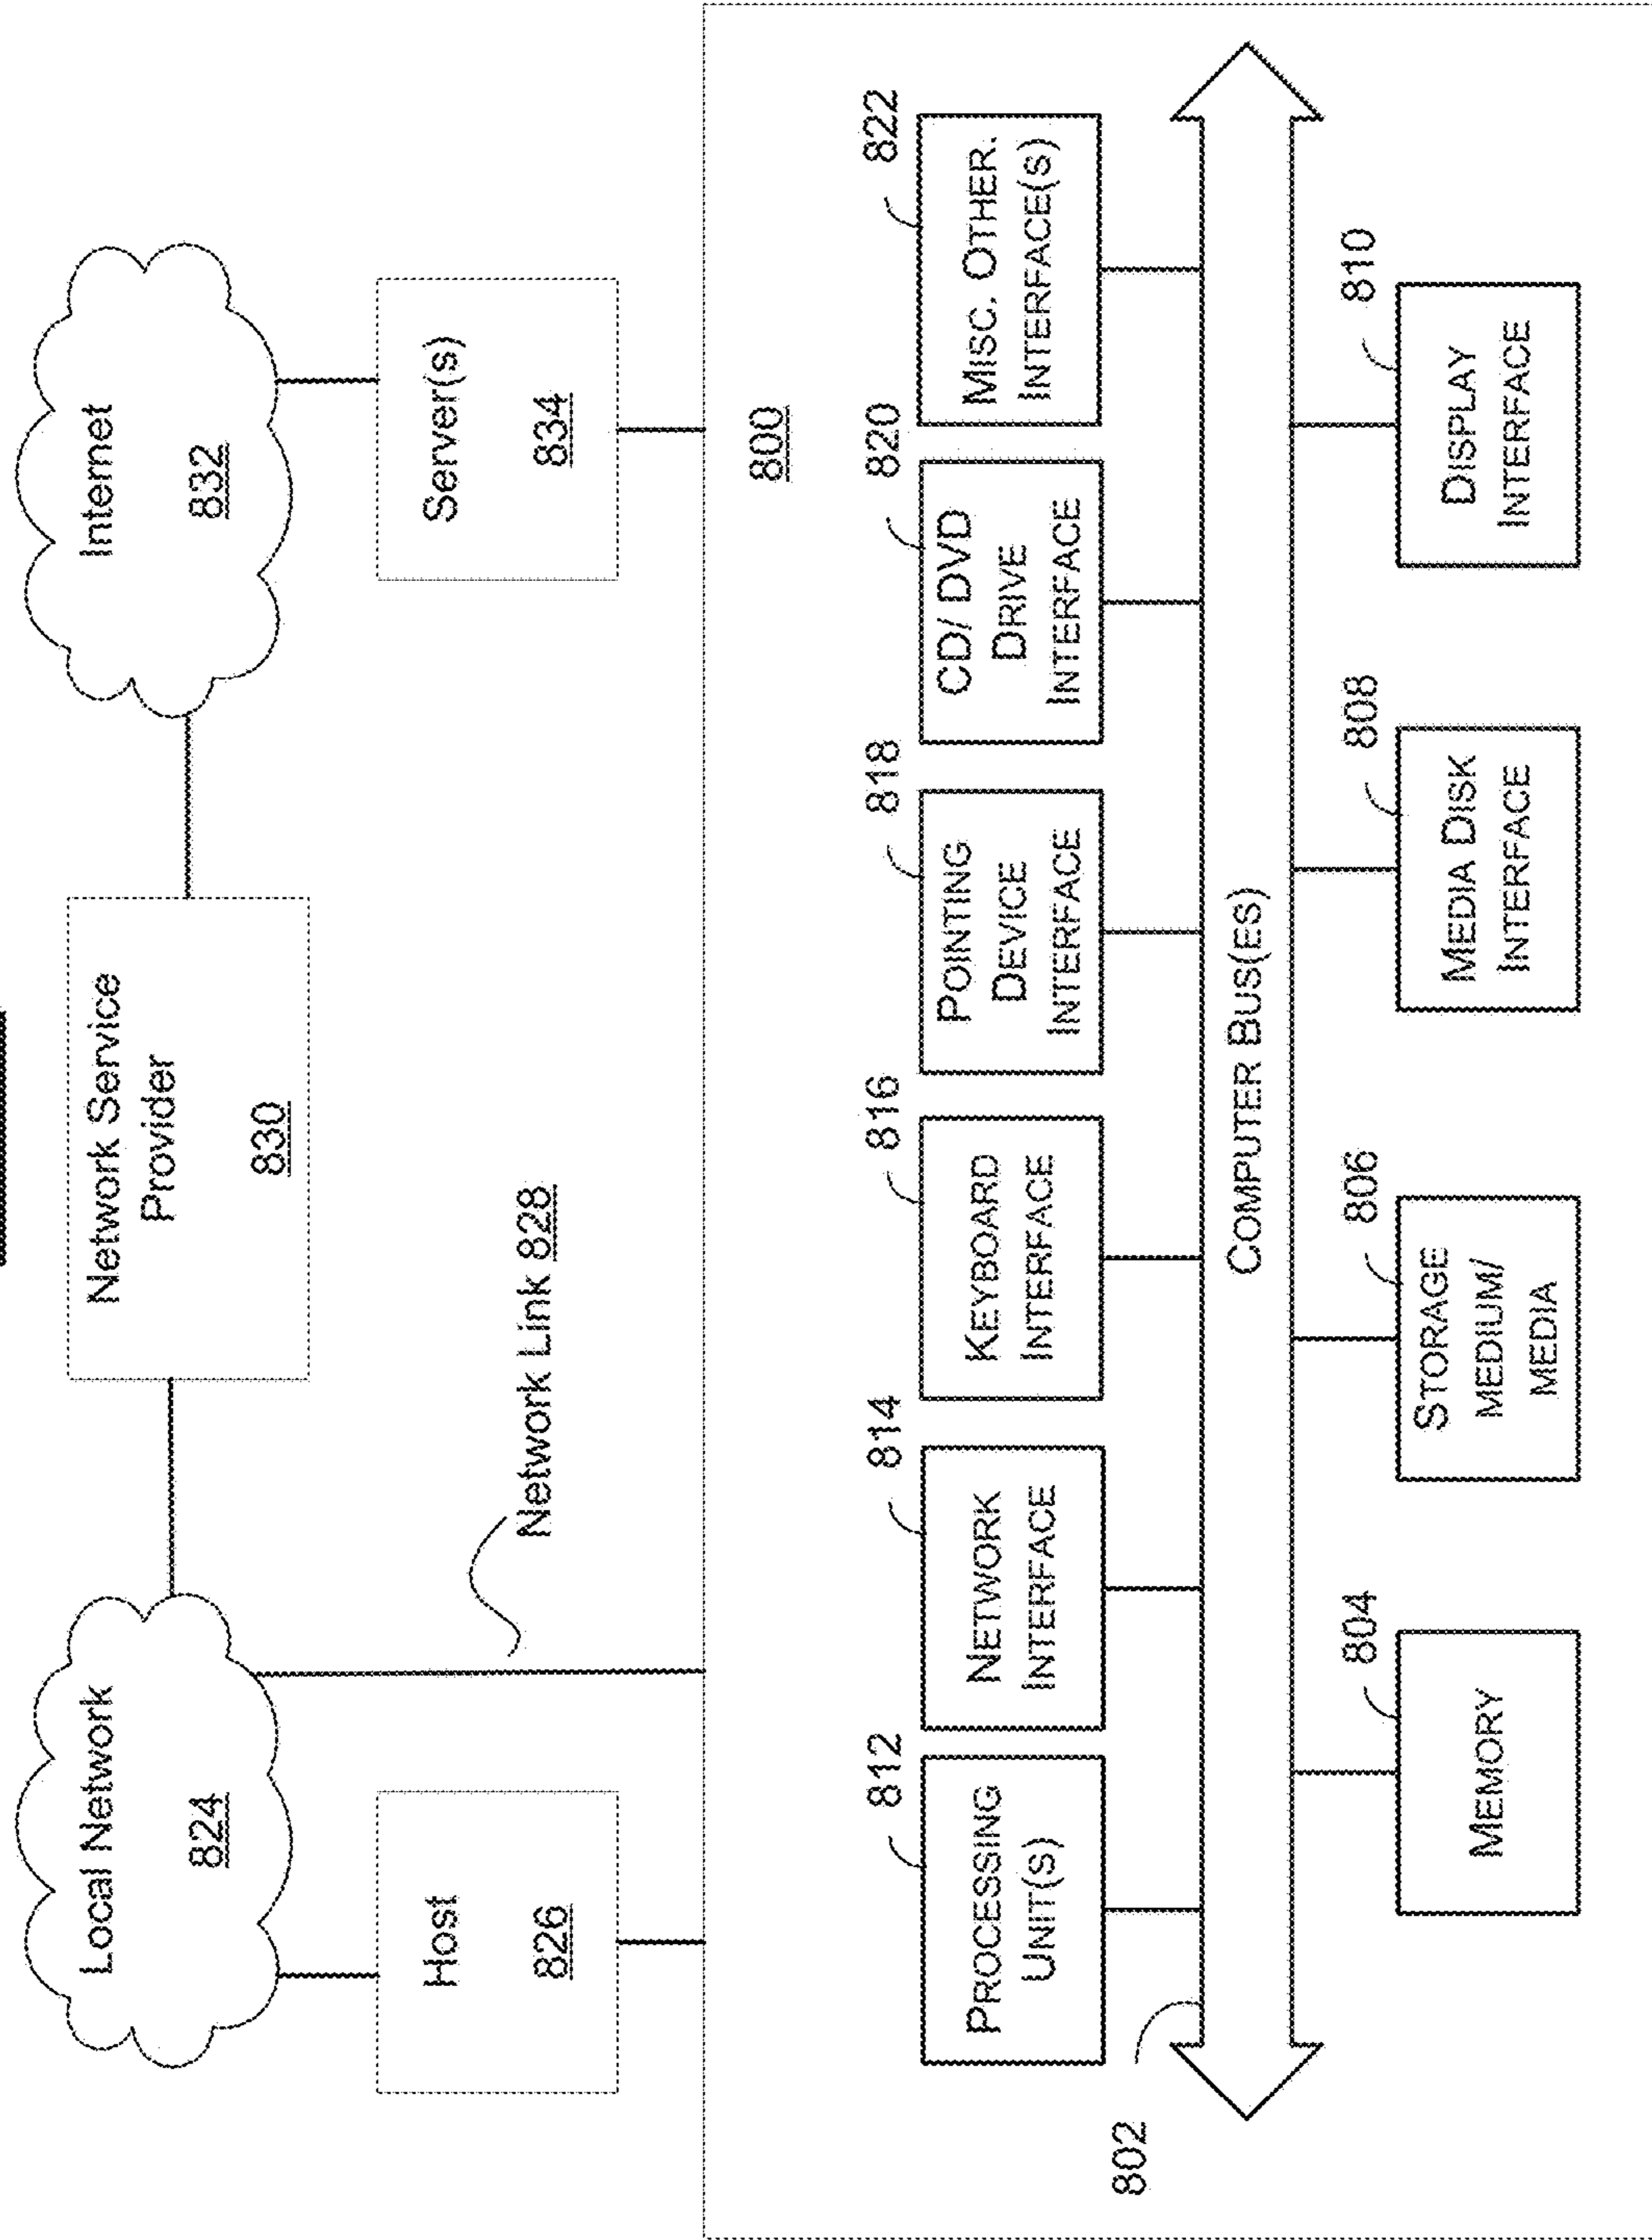 Local Network
824
Network Service
Provider
830
Internet
832
Host
826
Network Link 828
Server(s)
834
800
812
PROCESSING
UNIT(S)
814
NETWORK
INTERFACE
816
KEYBOARD
INTERFACE
818
POINTING
DEVICE
INTERFACE
820
CD/ DVD
DRIVE
INTERFACE
822
MISC. OTHER.
INTERFACE(S)
802
COMPUTER BUS(ES)
804
MEMORY
806
STORAGE
MEDIUM/
MEDIA
808
MEDIA DISK
INTERFACE
810
DISPLAY
INTERFACE